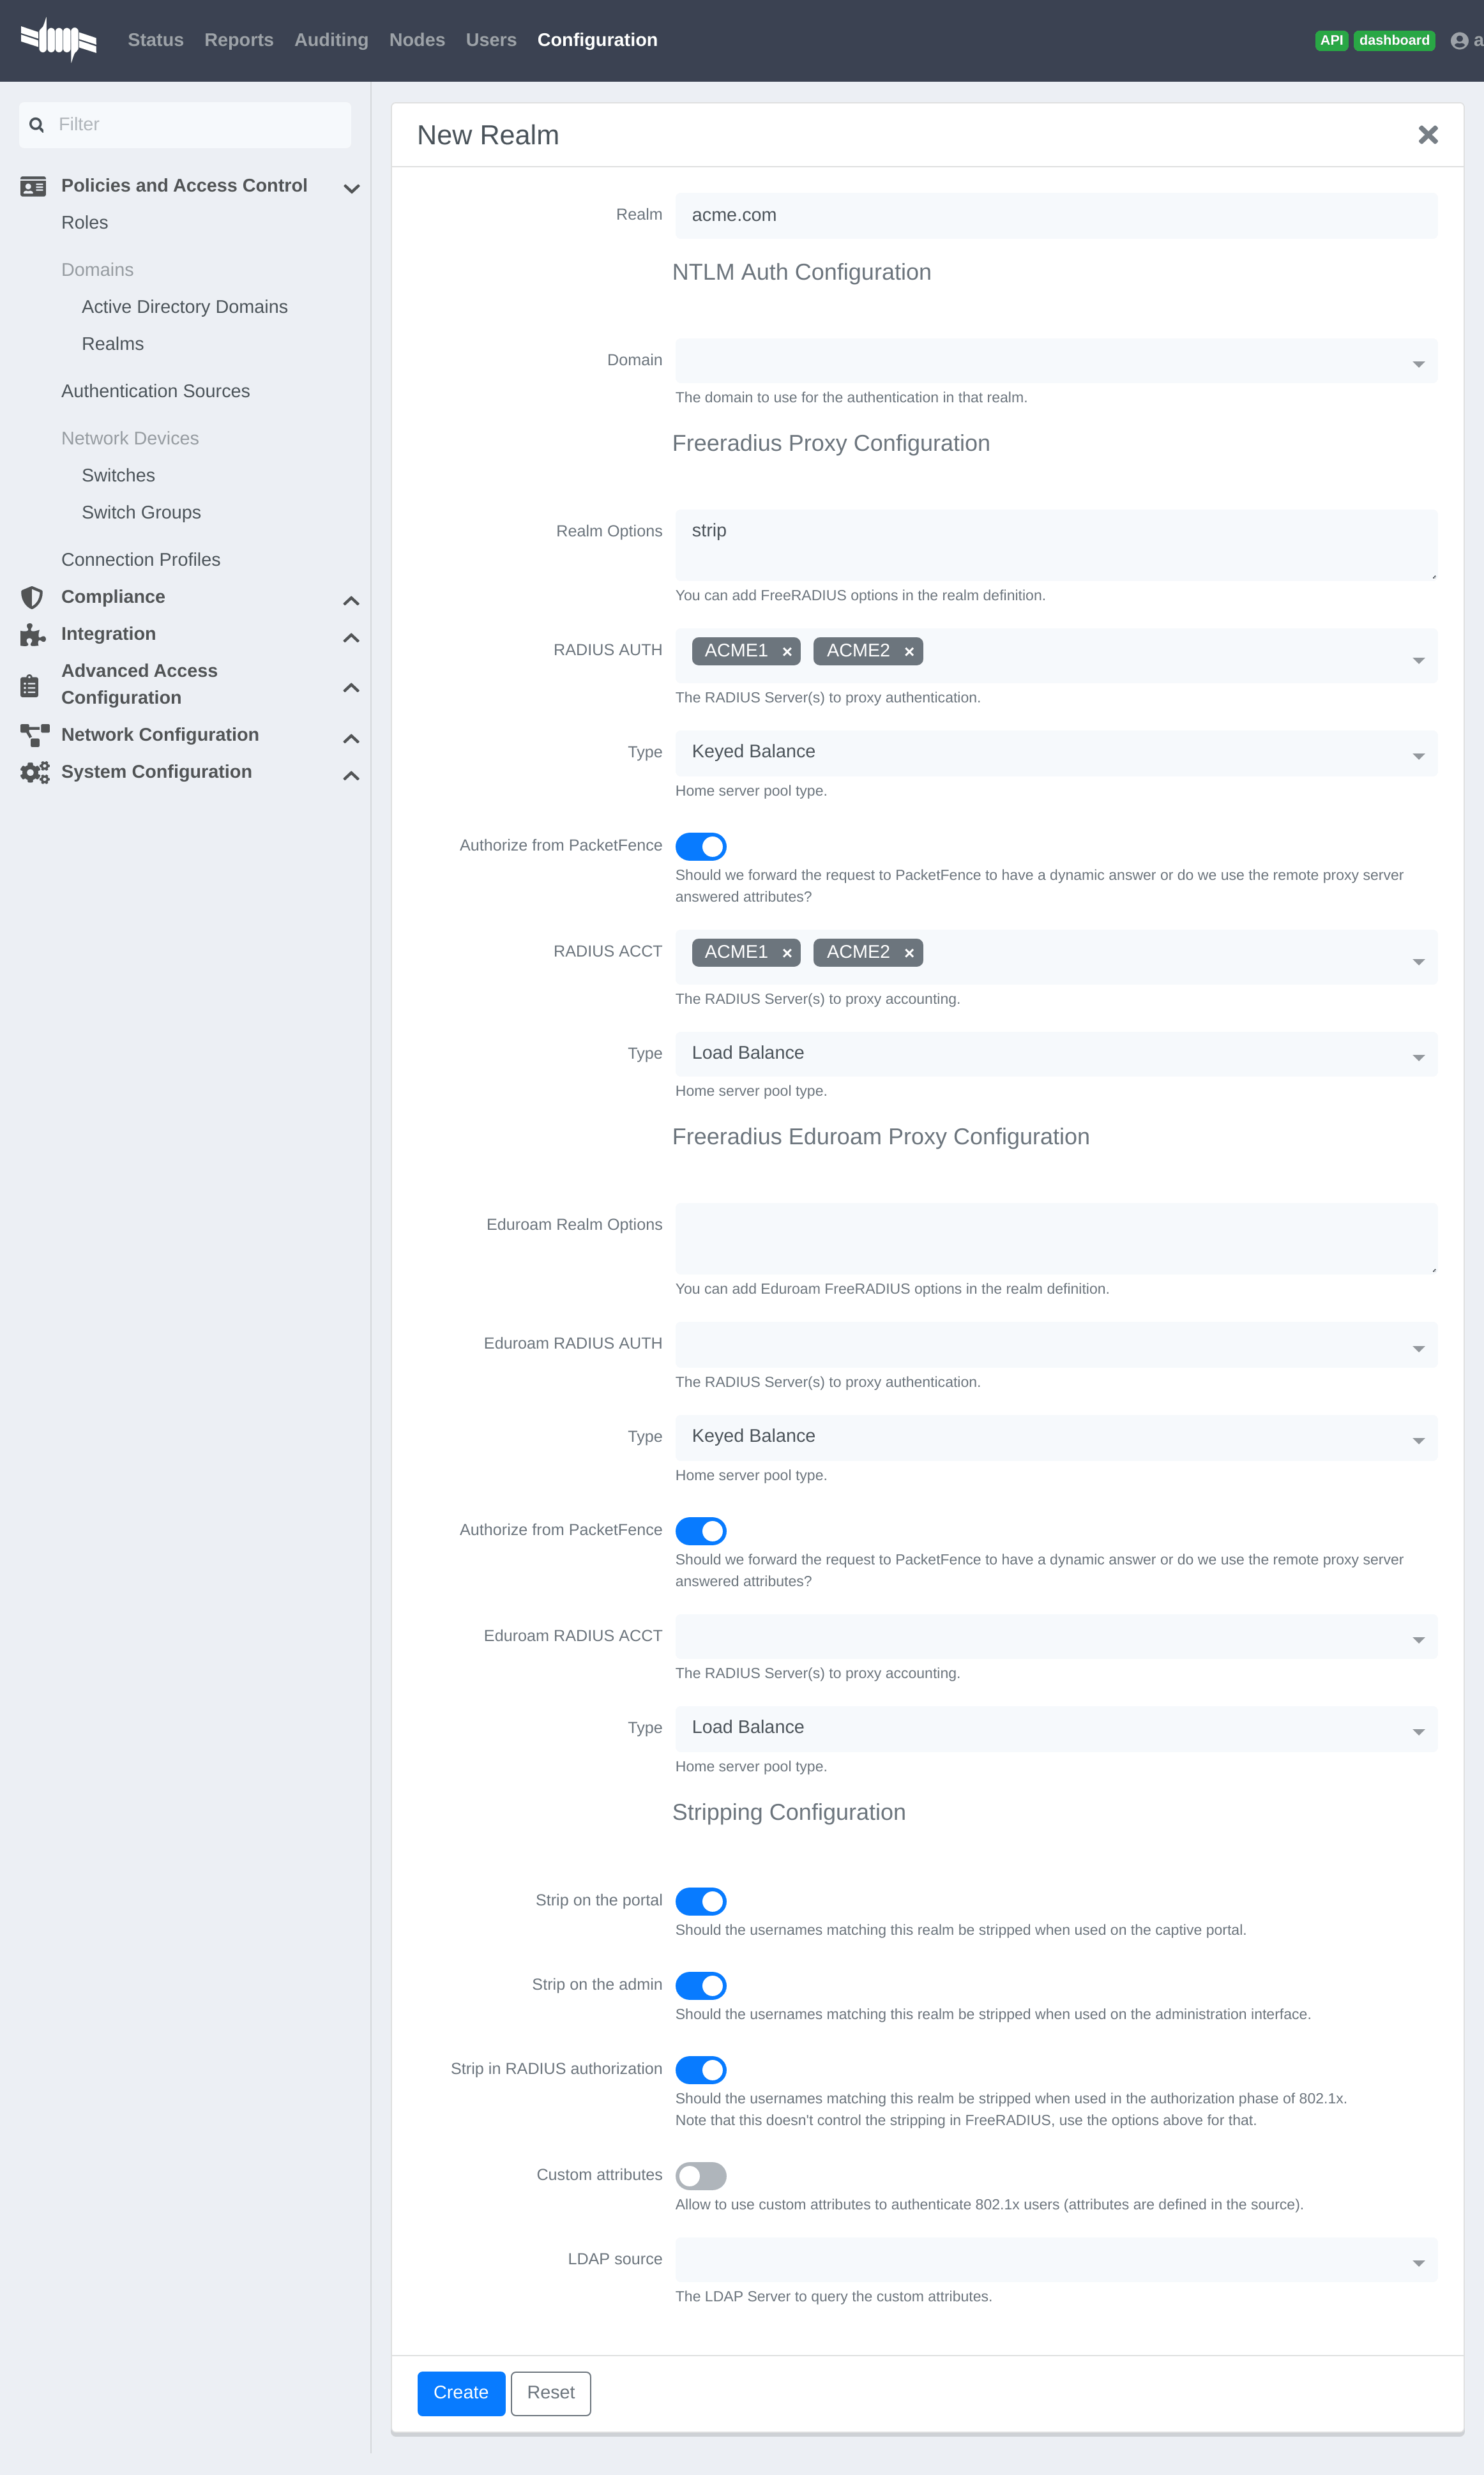 Status Reports Auditing Nodes Users Configuration API dashboard a
Filter
Policies and Access Control
Roles
Domains
Active Directory Domains
Realms
Authentication Sources
Network Devices
Switches
Switch Groups
Connection Profiles
Compliance
Integration
Advanced Access
Configuration
Network Configuration
System Configuration
New Realm
Realm acme.com
NTLM Auth Configuration
Domain
The domain to use for the authentication in that realm.
Freeradius Proxy Configuration
Realm Options strip
You can add FreeRADIUS options in the realm definition.
RADIUS AUTH ACME1 × ACME2 ×
The RADIUS Server(s) to proxy authentication.
Type Keyed Balance
Home server pool type.
Authorize from PacketFence
Should we forward the request to PacketFence to have a dynamic answer or do we use the remote proxy server
answered attributes?
RADIUS ACCT ACME1 × ACME2 ×
The RADIUS Server(s) to proxy accounting.
Type Load Balance
Home server pool type.
Freeradius Eduroam Proxy Configuration
Eduroam Realm Options
You can add Eduroam FreeRADIUS options in the realm definition.
Eduroam RADIUS AUTH
The RADIUS Server(s) to proxy authentication.
Type Keyed Balance
Home server pool type.
Authorize from PacketFence
Should we forward the request to PacketFence to have a dynamic answer or do we use the remote proxy server
answered attributes?
Eduroam RADIUS ACCT
The RADIUS Server(s) to proxy accounting.
Type Load Balance
Home server pool type.
Stripping Configuration
Strip on the portal
Should the usernames matching this realm be stripped when used on the captive portal.
Strip on the admin
Should the usernames matching this realm be stripped when used on the administration interface.
Strip in RADIUS authorization
Should the usernames matching this realm be stripped when used in the authorization phase of 802.1x.
Note that this doesn't control the stripping in FreeRADIUS, use the options above for that.
Custom attributes
Allow to use custom attributes to authenticate 802.1x users (attributes are defined in the source).
LDAP source
The LDAP Server to query the custom attributes.
Create Reset